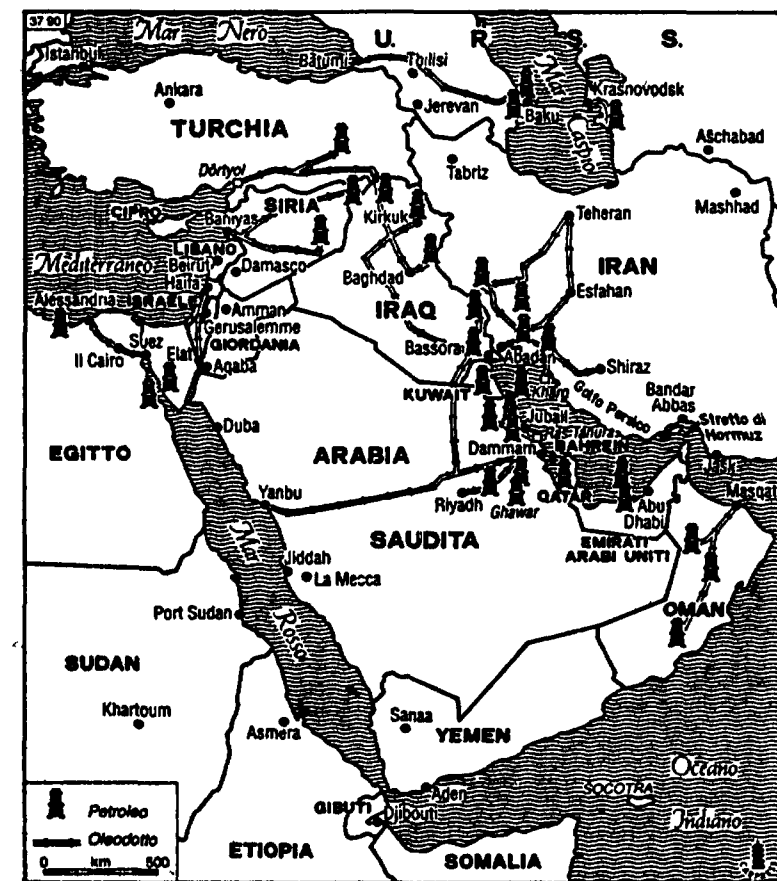 37 90
Mar Nero
U. R. S. S.
Istanbul
Batumi
Tbilisi
Mar Caspio
Krasnovodsk
Ankara
Jerevan
Baku
TURCHIA
Aschabad
Dörtyol
Tabriz
Mashhad
CIPRO
SIRIA
Kirkuk
Teheran
Baniyas
LIBANO
Mediterraneo
Beirut
Damasco
Baghdad
IRAN
Haifa
Esfahan
Alessandria
ISRAELE
Amman
IRAQ
Gerusalemme
Suez
GIORDANIA
Bassora
Abadan
Il Cairo
Elat
Shiraz
Aqaba
KUWAIT
Kharg
Golfo Persico
Bandar Abbas
Jubail
Stretto di Hormuz
Duba
Ras Tanura
EGITTO
ARABIA
Dammam
BAHREIN
Jask
Yanbu
Riyadh
QATAR
Masqat
Ghawar
Abu Dhabi
SAUDITA
EMIRATI ARABI UNITI
Mar Rosso
Jiddah
La Mecca
OMAN
Port Sudan
SUDAN
Khartoum
Asmera
Sanaa
YEMEN
Oceano Indiano
SOCOTRA
Aden
GIBUTI
Djibouti
Petrolio
Oleodotto
0 km 500
ETIOPIA
SOMALIA